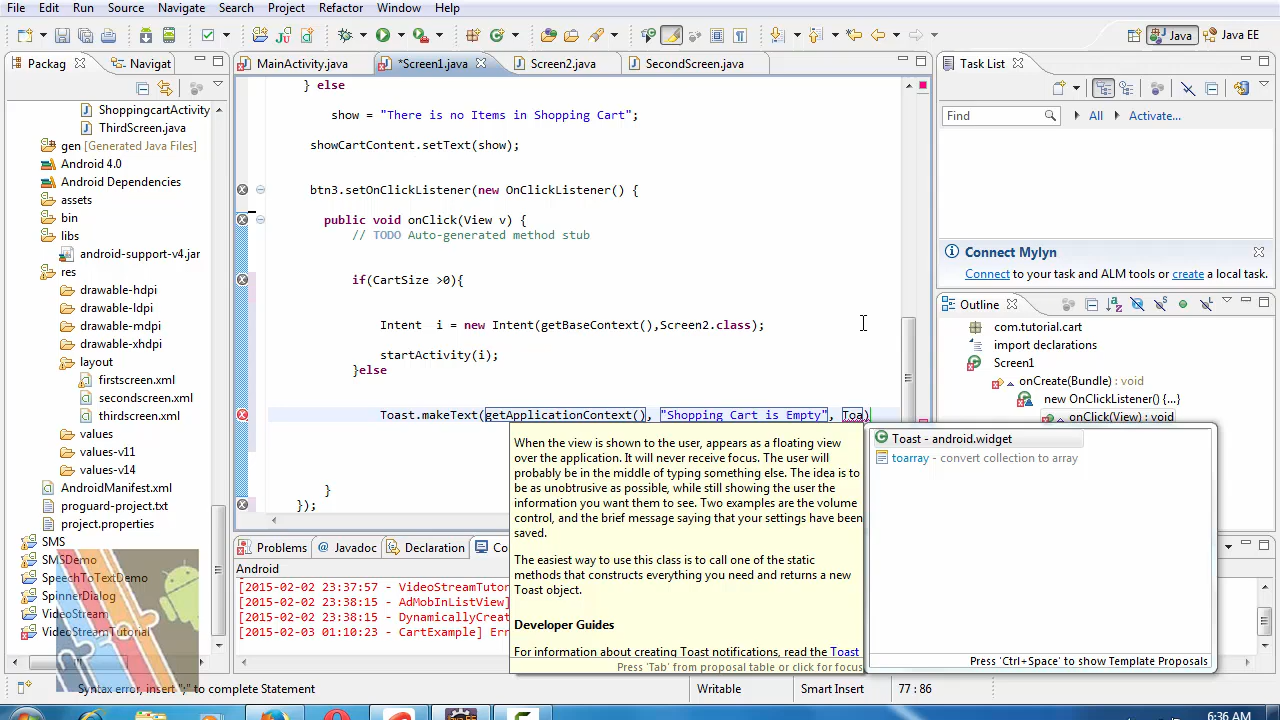 File Edit Run Source Navigate Search Project Refactor Window Help
Java Java EE
Packag Navigat
MainActivity.java *Screen1.java Screen2.java SecondScreen.java
Task List
ShoppingcartActivity
ThirdScreen.java
gen [Generated Java Files]
Android 4.0
Android Dependencies
assets
bin
libs
android-support-v4.jar
res
drawable-hdpi
drawable-ldpi
drawable-mdpi
drawable-xhdpi
layout
firstscreen.xml
secondscreen.xml
thirdscreen.xml
values
values-v11
values-v14
AndroidManifest.xml
proguard-project.txt
project.properties
SMS
SMSDemo
SpeechToTextDemo
SpinnerDialog
VideoStream
VideoStreamTutorial
} else
show = "There is no Items in Shopping Cart";
showCartContent.setText(show);
btn3.setOnClickListener(new OnClickListener() {
public void onClick(View v) {
// TODO Auto-generated method stub
if(CartSize >0){
Intent i = new Intent(getBaseContext(),Screen2.class);
startActivity(i);
}else
Toast.makeText(getApplicationContext(), "Shopping Cart is Empty", Toa)
}
});
When the view is shown to the user, appears as a floating view
over the application. It will never receive focus. The user will
probably be in the middle of typing something else. The idea is to
be as unobtrusive as possible, while still showing the user the
information you want them to see. Two examples are the volume
control, and the brief message saying that your settings have been
saved.
The easiest way to use this class is to call one of the static
methods that constructs everything you need and returns a new
Toast object.
Developer Guides
For information about creating Toast notifications, read the Toast
Press 'Tab' from proposal table or click for focus
Toast - android.widget
toarray - convert collection to array
Press 'Ctrl+Space' to show Template Proposals
Find All Activate...
Connect Mylyn
Connect to your task and ALM tools or create a local task.
Outline
com.tutorial.cart
import declarations
Screen1
onCreate(Bundle) : void
new OnClickListener() {...}
onClick(View) : void
Problems Javadoc Declaration Co
Android
[2015-02-02 23:37:57 - VideoStreamTutor
[2015-02-02 23:38:15 - AdMobInListView]
[2015-02-02 23:38:15 - DynamicallyCreat
[2015-02-03 01:10:23 - CartExample] Err
Syntax error, insert ";" to complete Statement
Writable Smart Insert 77 : 86
6:36 AM